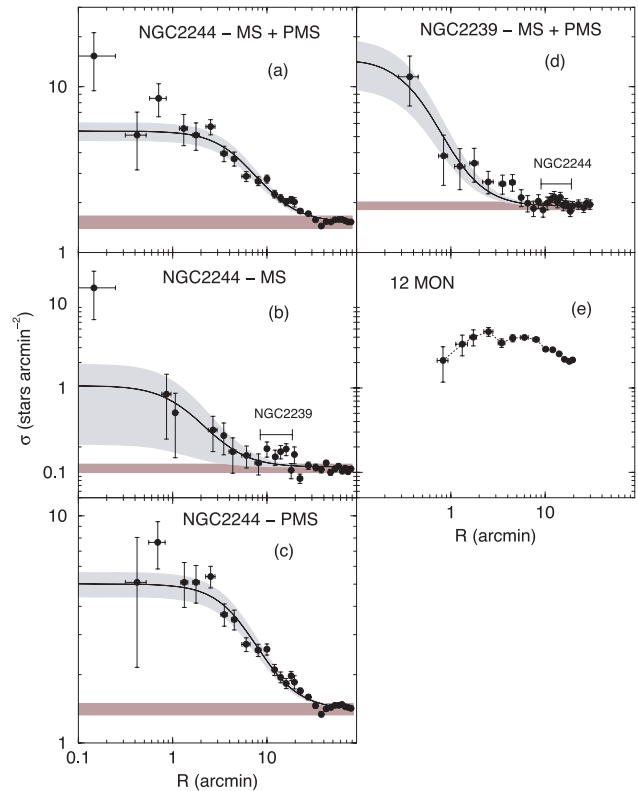 NGC2244 – MS + PMS
(a)
10
1
NGC2239 – MS + PMS
(d)
NGC2244
NGC2244 – MS
(b)
10
1
0.1
NGC2239
12 MON
(e)
1
10
R (arcmin)
σ (stars arcmin⁻²)
NGC2244 – PMS
(c)
10
1
0.1
1
10
R (arcmin)